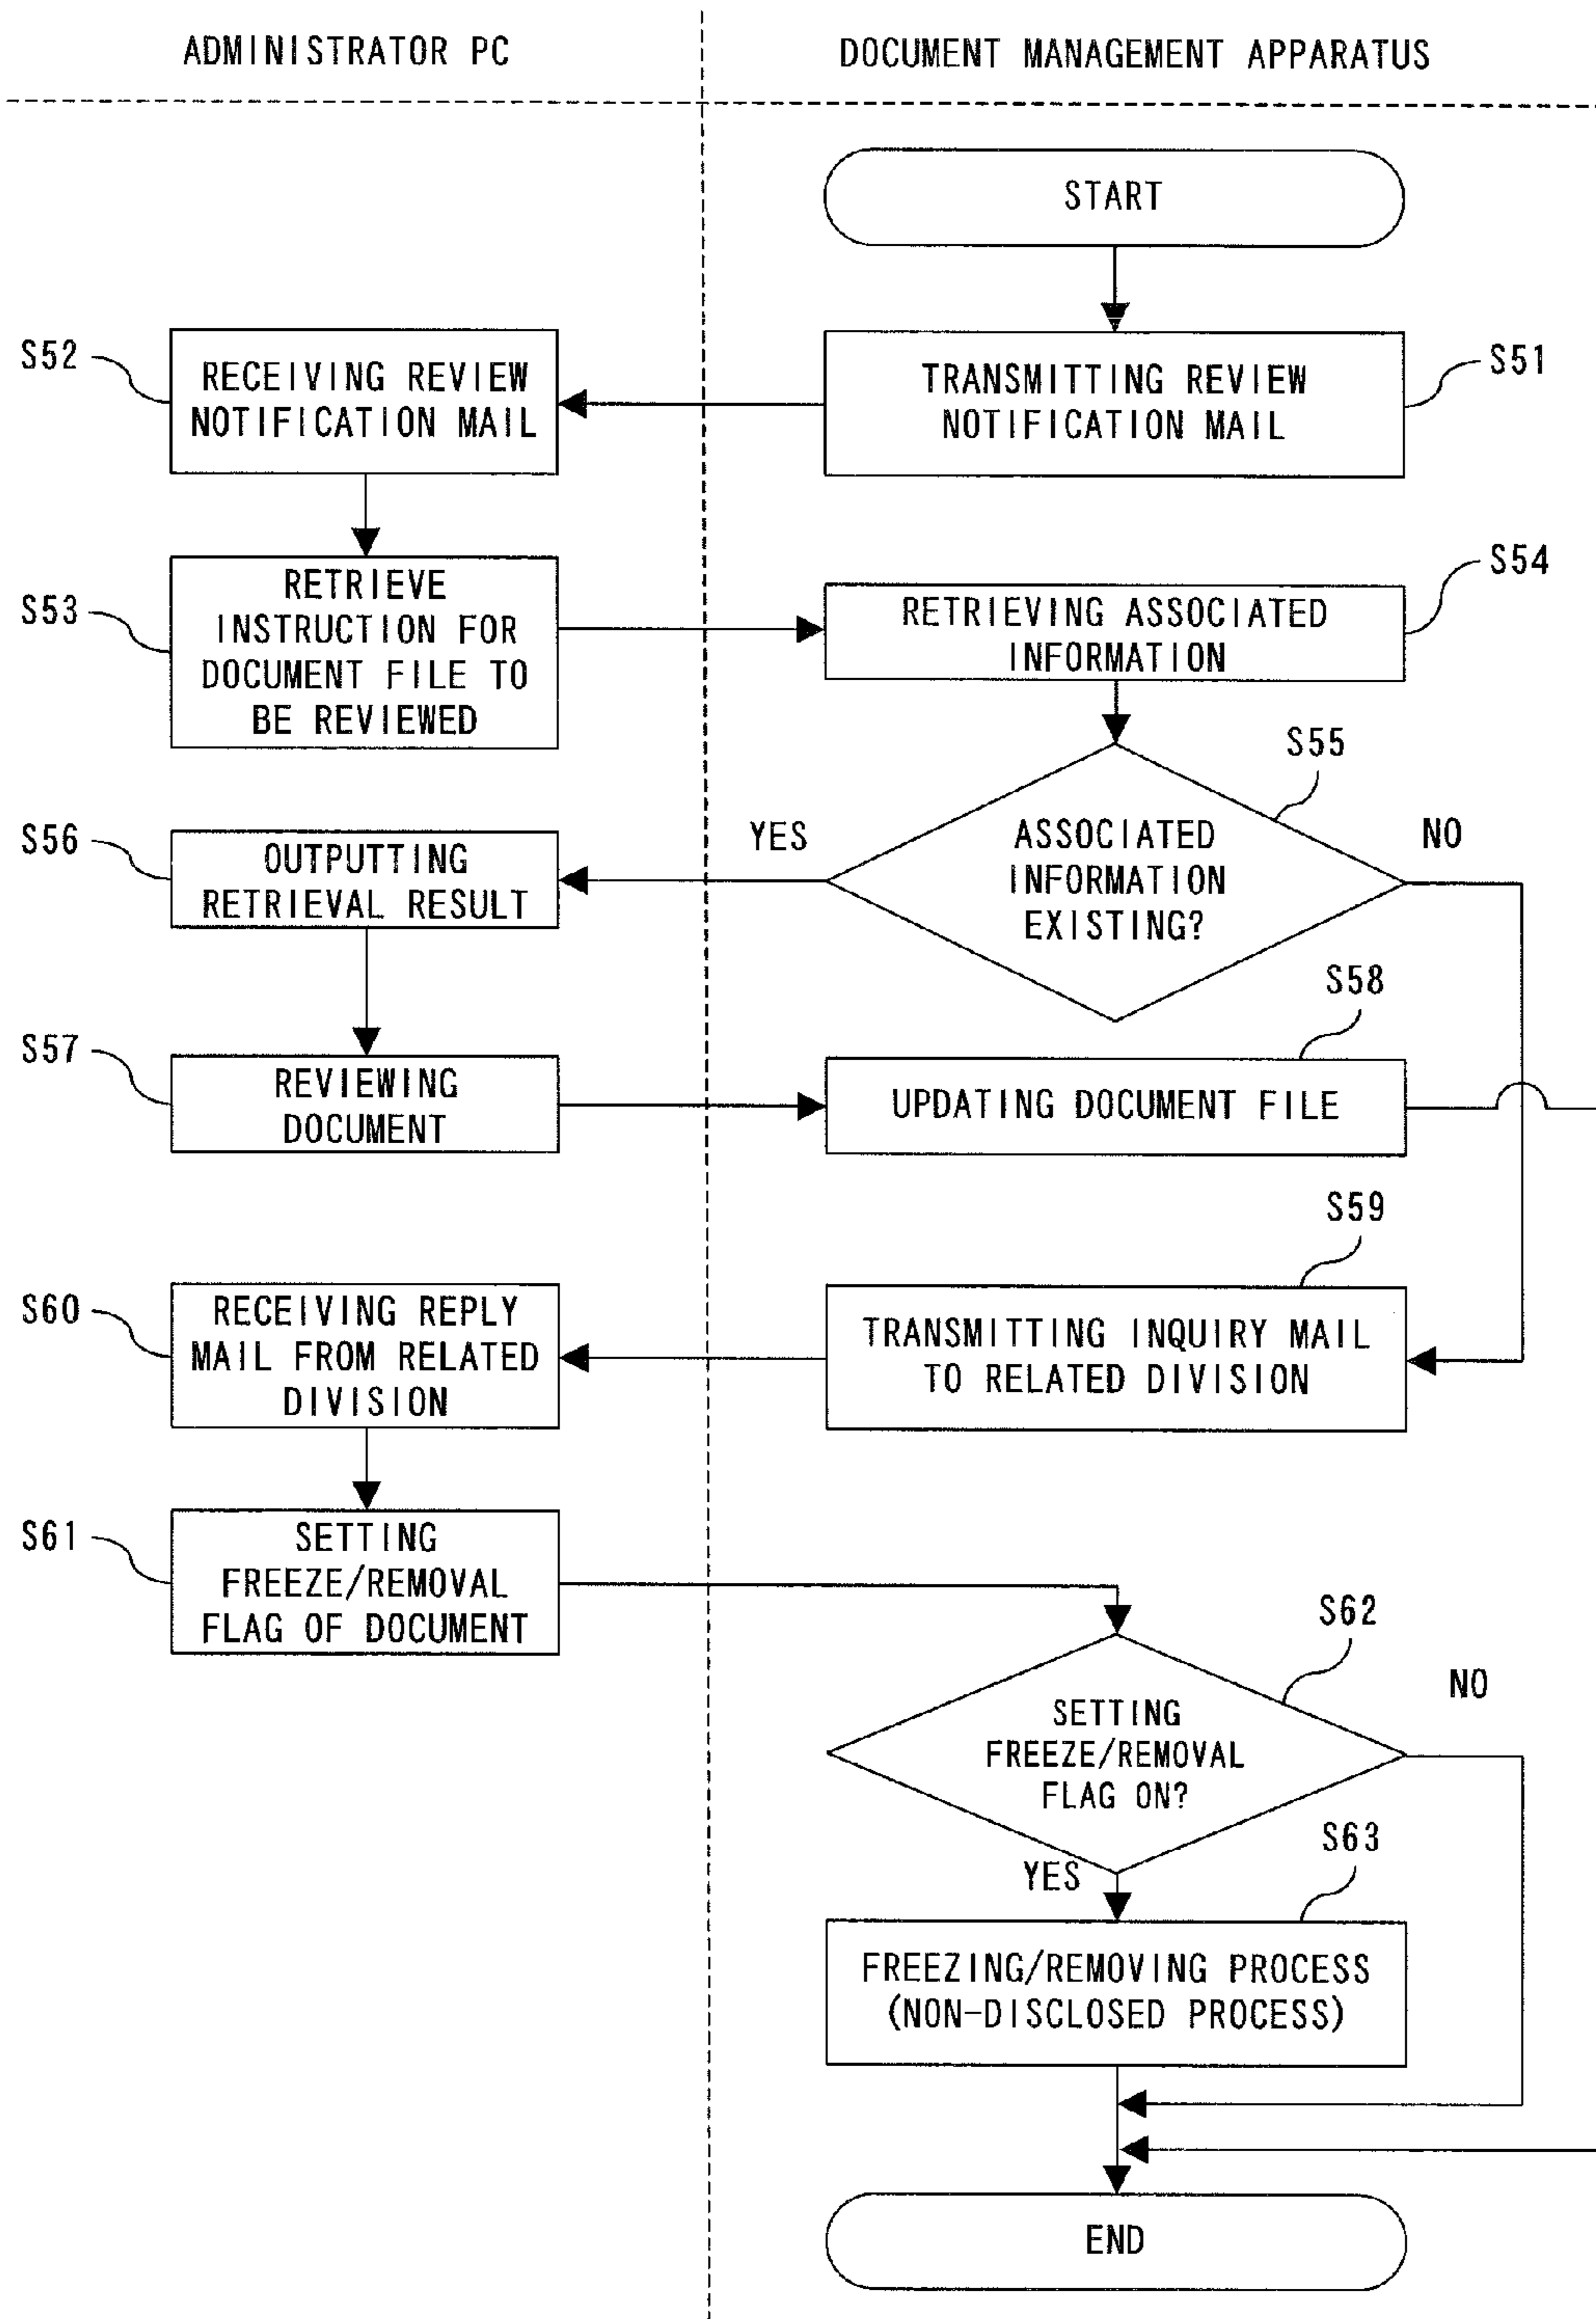 ADMINISTRATOR PC
DOCUMENT MANAGEMENT APPARATUS
START
S52
RECEIVING REVIEW
NOTIFICATION MAIL
TRANSMITTING REVIEW
NOTIFICATION MAIL
S51
S53
RETRIEVE
INSTRUCTION FOR
DOCUMENT FILE TO
BE REVIEWED
RETRIEVING ASSOCIATED
INFORMATION
S54
S55
ASSOCIATED
INFORMATION
EXISTING?
YES
NO
S56
OUTPUTTING
RETRIEVAL RESULT
S57
REVIEWING
DOCUMENT
S58
UPDATING DOCUMENT FILE
S59
TRANSMITTING INQUIRY MAIL
TO RELATED DIVISION
S60
RECEIVING REPLY
MAIL FROM RELATED
DIVISION
S61
SETTING
FREEZE/REMOVAL
FLAG OF DOCUMENT
S62
SETTING
FREEZE/REMOVAL
FLAG ON?
NO
YES
S63
FREEZING/REMOVING PROCESS
(NON-DISCLOSED PROCESS)
END